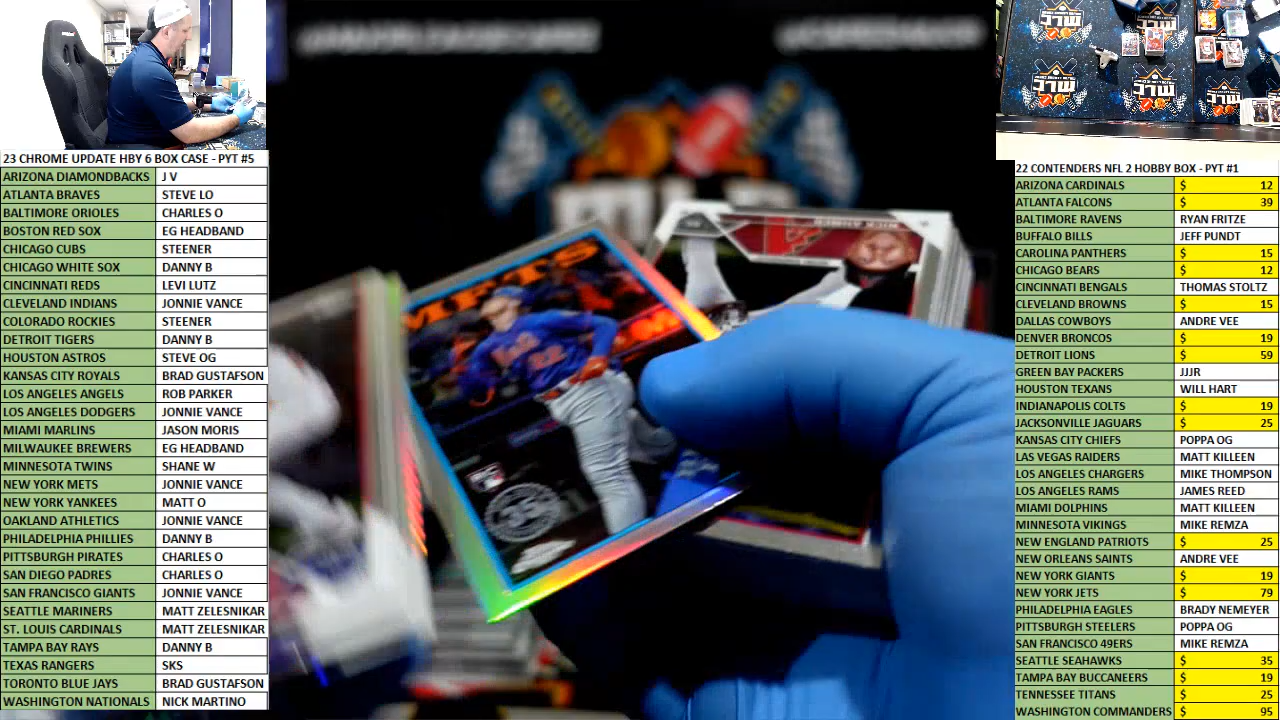 23 CHROME UPDATE HBY 6 BOX CASE - PYT #5
ARIZONA DIAMONDBACKS J V
ATLANTA BRAVES STEVE LO
BALTIMORE ORIOLES CHARLES O
BOSTON RED SOX EG HEADBAND
CHICAGO CUBS STEENER
CHICAGO WHITE SOX DANNY B
CINCINATI REDS LEVI LUTZ
CLEVELAND INDIANS JONNIE VANCE
COLORADO ROCKIES STEENER
DETROIT TIGERS DANNY B
HOUSTON ASTROS STEVE OG
KANSAS CITY ROYALS BRAD GUSTAFSON
LOS ANGELES ANGELS ROB PARKER
LOS ANGELES DODGERS JONNIE VANCE
MIAMI MARLINS JASON MORIS
MILWAUKEE BREWERS EG HEADBAND
MINNESOTA TWINS SHANE W
NEW YORK METS JONNIE VANCE
NEW YORK YANKEES MATT O
OAKLAND ATHLETICS JONNIE VANCE
PHILADELPHIA PHILLIES DANNY B
PITTSBURGH PIRATES CHARLES O
SAN DIEGO PADRES CHARLES O
SAN FRANCISCO GIANTS JONNIE VANCE
SEATTLE MARINERS MATT ZELESNIKAR
ST. LOUIS CARDINALS MATT ZELESNIKAR
TAMPA BAY RAYS DANNY B
TEXAS RANGERS SKS
TORONTO BLUE JAYS BRAD GUSTAFSON
WASHINGTON NATIONALS NICK MARTINO
METS
35
22 CONTENDERS NFL 2 HOBBY BOX - PYT #1
ARIZONA CARDINALS $ 12
ATLANTA FALCONS $ 39
BALTIMORE RAVENS RYAN FRITZE
BUFFALO BILLS JEFF PUNDT
CAROLINA PANTHERS $ 15
CHICAGO BEARS $ 12
CINCINNATI BENGALS THOMAS STOLTZ
CLEVELAND BROWNS $ 15
DALLAS COWBOYS ANDRE VEE
DENVER BRONCOS $ 19
DETROIT LIONS $ 59
GREEN BAY PACKERS JJJR
HOUSTON TEXANS WILL HART
INDIANAPOLIS COLTS $ 19
JACKSONVILLE JAGUARS $ 25
KANSAS CITY CHIEFS POPPA OG
LAS VEGAS RAIDERS MATT KILLEEN
LOS ANGELES CHARGERS MIKE THOMPSON
LOS ANGELES RAMS JAMES REED
MIAMI DOLPHINS MATT KILLEEN
MINNESOTA VIKINGS MIKE REMZA
NEW ENGLAND PATRIOTS $ 25
NEW ORLEANS SAINTS ANDRE VEE
NEW YORK GIANTS $ 19
NEW YORK JETS $ 79
PHILADELPHIA EAGLES BRADY NEMEYER
PITTSBURGH STEELERS POPPA OG
SAN FRANCISCO 49ERS MIKE REMZA
SEATTLE SEAHAWKS $ 35
TAMPA BAY BUCCANEERS $ 19
TENNESSEE TITANS $ 25
WASHINGTON COMMANDERS $ 95